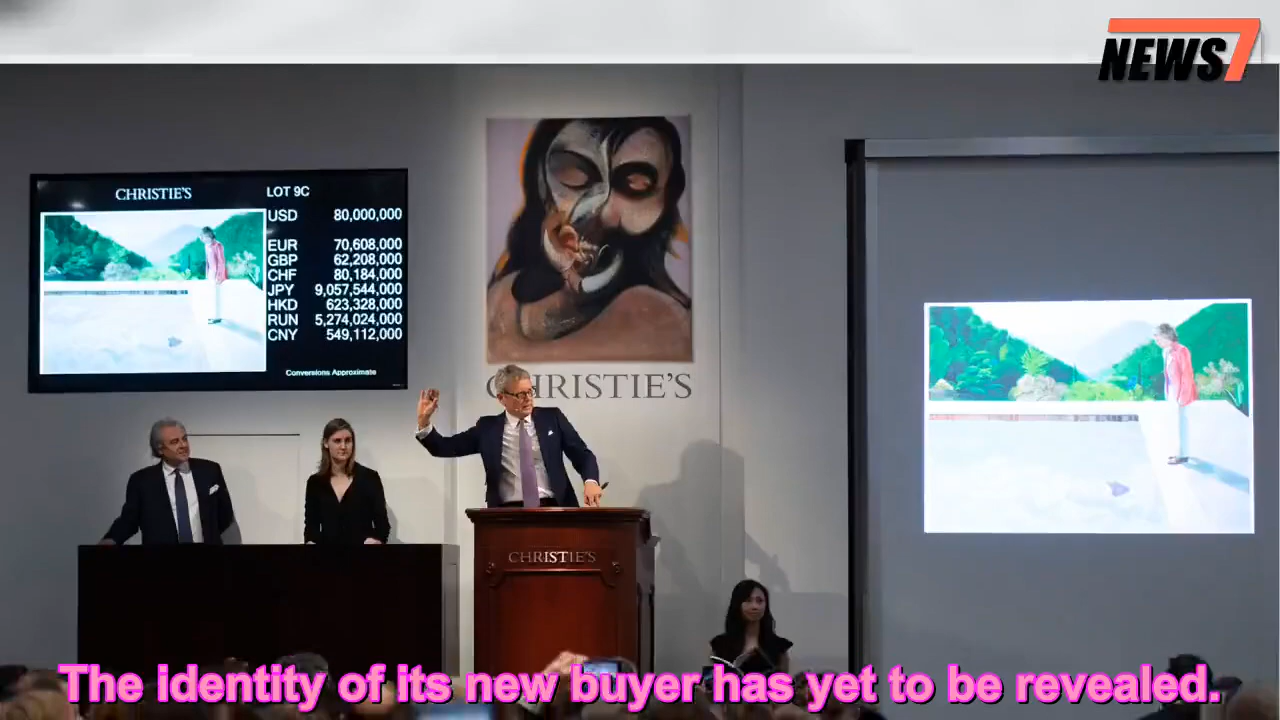 NEWS7
CHRISTIE'S
LOT 9C
USD 80,000,000
EUR 70,608,000
GBP 62,208,000
CHF 80,184,000
JPY 9,057,544,000
HKD 623,328,000
RUN 5,274,024,000
CNY 549,112,000
Conversions Approximate
CHRISTIE'S
CHRISTIE'S
The identity of its new buyer has yet to be revealed.